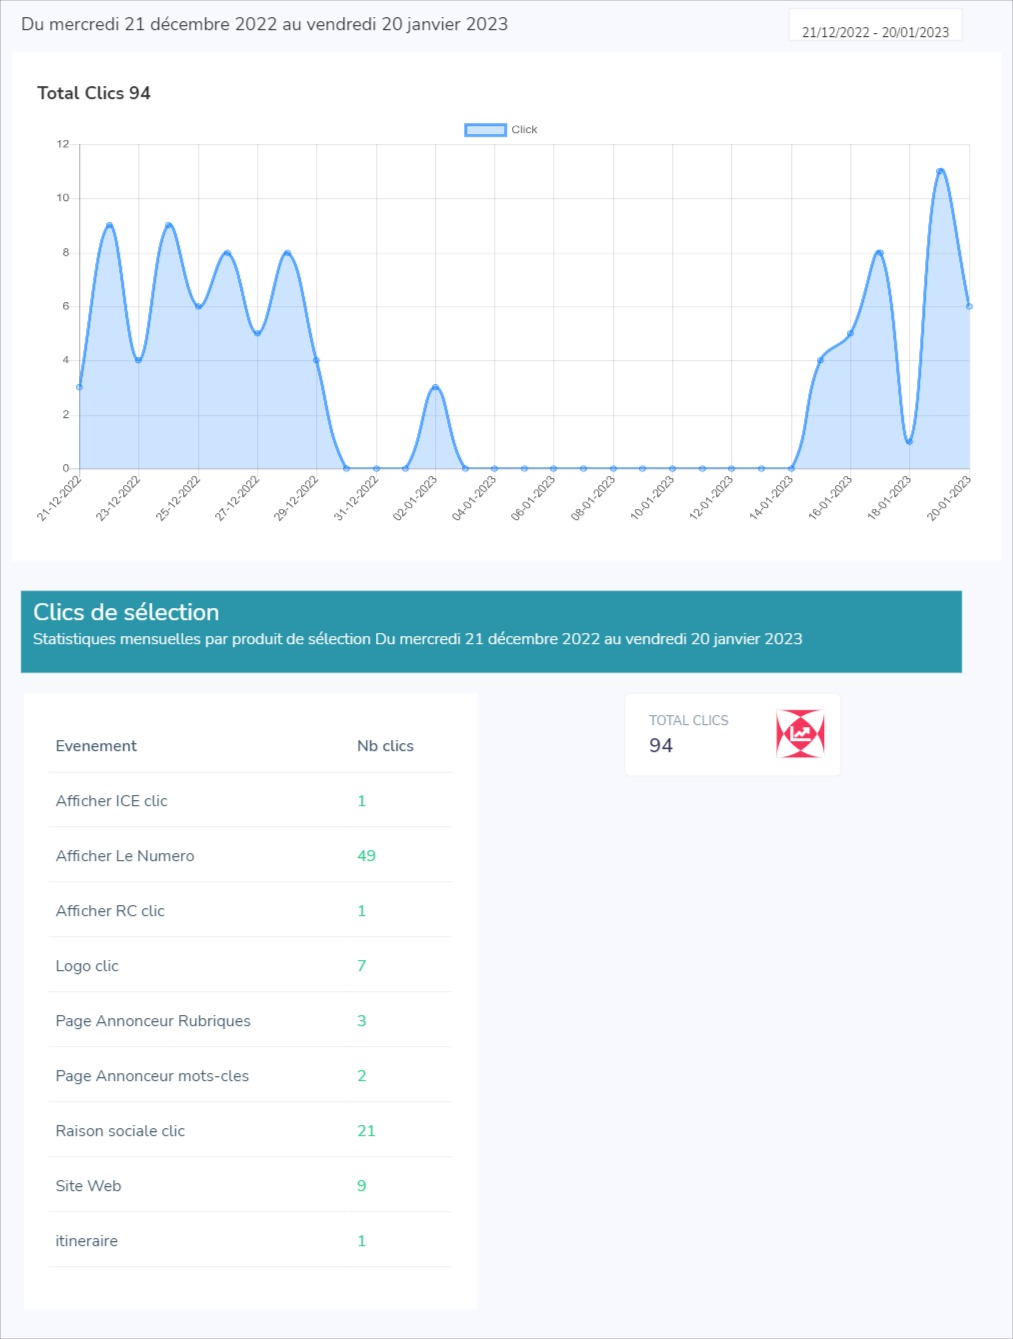 Du mercredi 21 décembre 2022 au vendredi 20 janvier 2023
21/12/2022 - 20/01/2023
Total Clics 94
Click
12
10
8
6
4
2
0
21-12-2022
23-12-2022
25-12-2022
27-12-2022
29-12-2022
31-12-2022
02-01-2023
04-01-2023
06-01-2023
08-01-2023
10-01-2023
12-01-2023
14-01-2023
16-01-2023
18-01-2023
20-01-2023
Clics de sélection
Statistiques mensuelles par produit de sélection Du mercredi 21 décembre 2022 au vendredi 20 janvier 2023
TOTAL CLICS
94
Evenement Nb clics
Afficher ICE clic 1
Afficher Le Numero 49
Afficher RC clic 1
Logo clic 7
Page Annonceur Rubriques 3
Page Annonceur mots-cles 2
Raison sociale clic 21
Site Web 9
itineraire 1